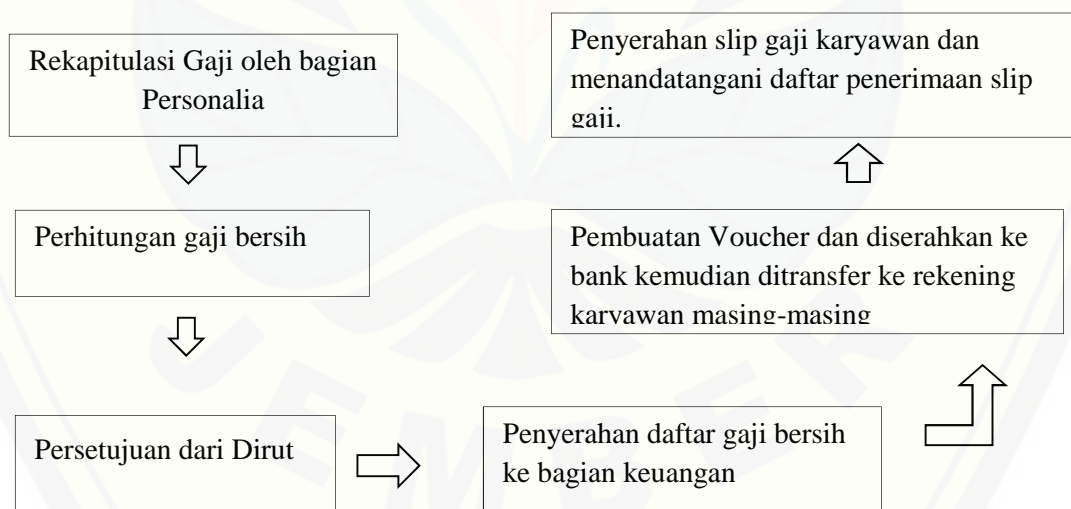 Rekapitulasi Gaji oleh bagian
Personalia
Perhitungan gaji bersih
Persetujuan dari Dirut
Penyerahan daftar gaji bersih
ke bagian keuangan
Pembuatan Voucher dan diserahkan ke
bank kemudian ditransfer ke rekening
karyawan masing-masing
Penyerahan slip gaji karyawan dan
menandatangani daftar penerimaan slip
gaji.
JEMBER